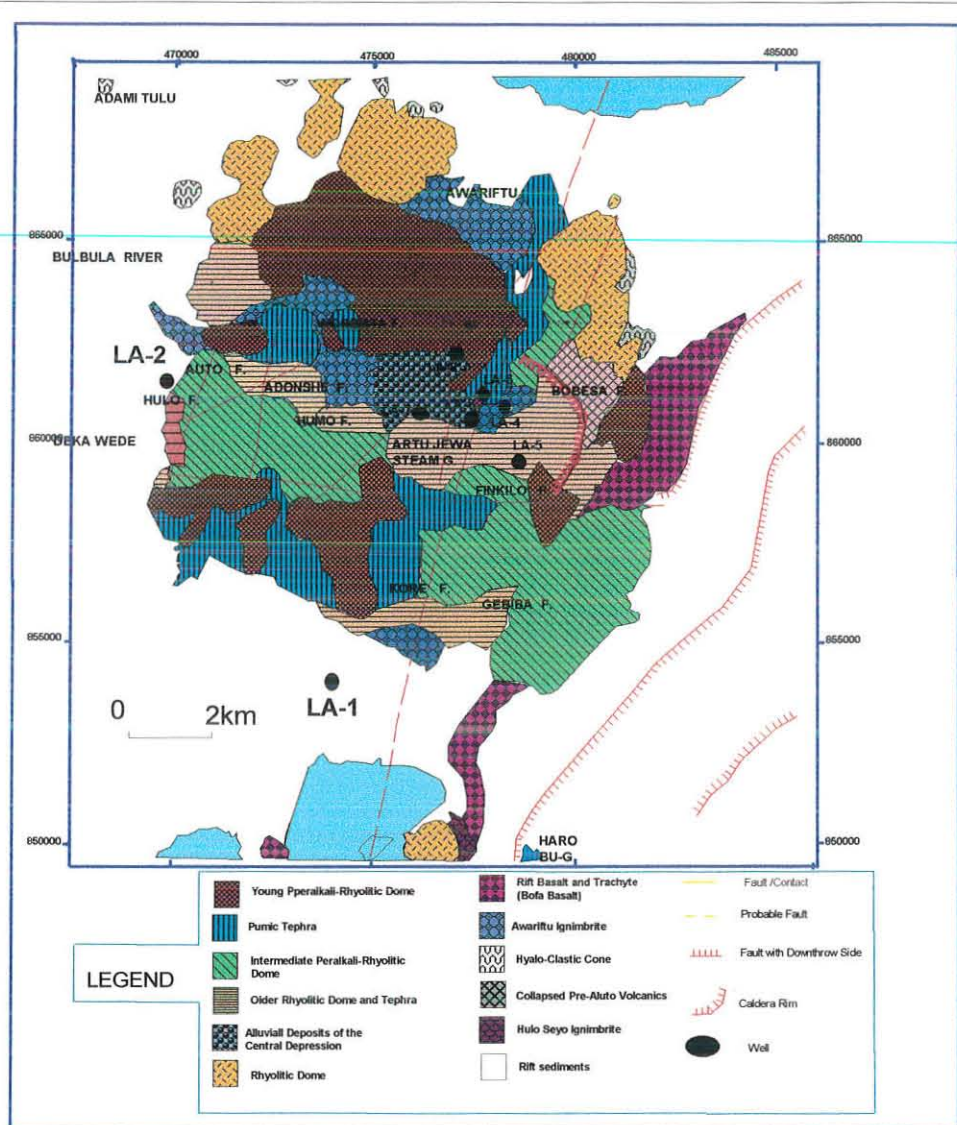 470000
475000
480000
485000
ADAMI TULU
AWARIFTU
865000
865000
BULBULA RIVER
LA-2
AUTO F.
ADONSHE F.
BOBESA F.
HULO F.
HUMO F.
LA-4
860000
DEKA WEDE
ARTU JEWA
STEAM G.
LA-5
860000
FINKILO F.
KORE F.
GEBIBA F.
855000
855000
LA-1
0 2km
850000
HARO
BU-G
850000
LEGEND
Young Pperalkali-Rhyolitic Dome
Pumic Tephra
Intermediate Peralkali-Rhyolitic
Dome
Older Rhyolitic Dome and Tephra
Alluviall Deposits of the
Central Depression
Rhyolitic Dome
Rift Basalt and Trachyte
(Bofa Basalt)
Awariftu Ignimbrite
Hyalo-Clastic Cone
Collapsed Pre-Aluto Volcanics
Hulo Seyo Ignimbrite
Rift sediments
Fault /Contact
Probable Fault
Fault with Downthrow Side
Caldera Rim
Well